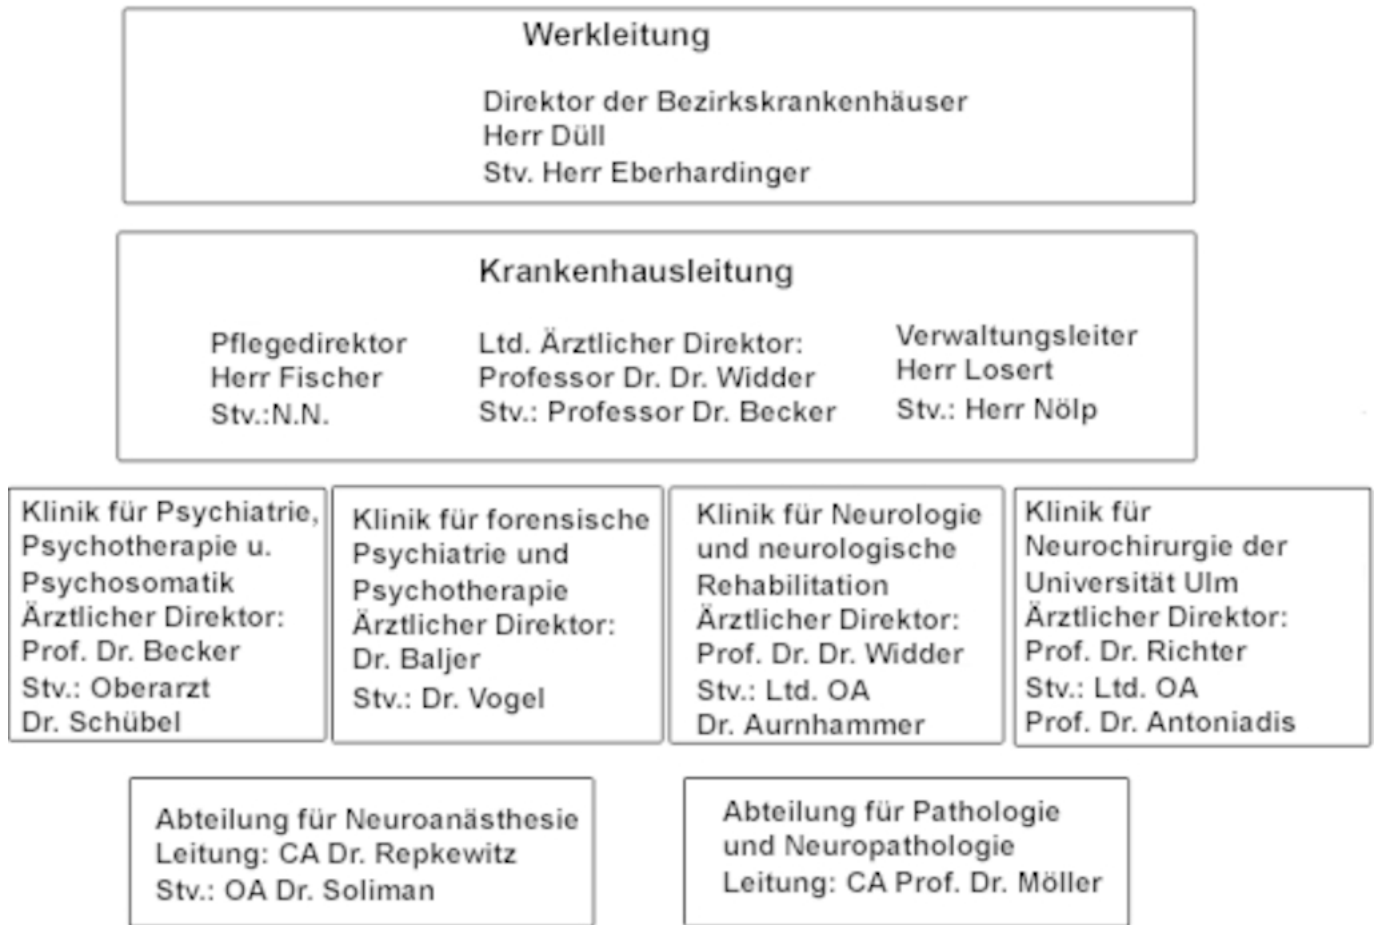 Werkleitung
Direktor der Bezirkskrankenhäuser
Herr Düll
Stv. Herr Eberhardinger
Krankenhausleitung
Pflegedirektor
Herr Fischer
Stv.:N.N.
Ltd. Ärztlicher Direktor:
Professor Dr. Dr. Widder
Stv.: Professor Dr. Becker
Verwaltungsleiter
Herr Losert
Stv.: Herr Nölp
Klinik für Psychiatrie,
Psychotherapie u.
Psychosomatik
Ärztlicher Direktor:
Prof. Dr. Becker
Stv.: Oberarzt
Dr. Schübel
Klinik für forensische
Psychiatrie und
Psychotherapie
Ärztlicher Direktor:
Dr. Baljer
Stv.: Dr. Vogel
Klinik für Neurologie
und neurologische
Rehabilitation
Ärztlicher Direktor:
Prof. Dr. Dr. Widder
Stv.: Ltd. OA
Dr. Aurnhammer
Klinik für
Neurochirurgie der
Universität Ulm
Ärztlicher Direktor:
Prof. Dr. Richter
Stv.: Ltd. OA
Prof. Dr. Antoniadis
Abteilung für Neuroanästhesie
Leitung: CA Dr. Repkewitz
Stv.: OA Dr. Soliman
Abteilung für Pathologie
und Neuropathologie
Leitung: CA Prof. Dr. Möller